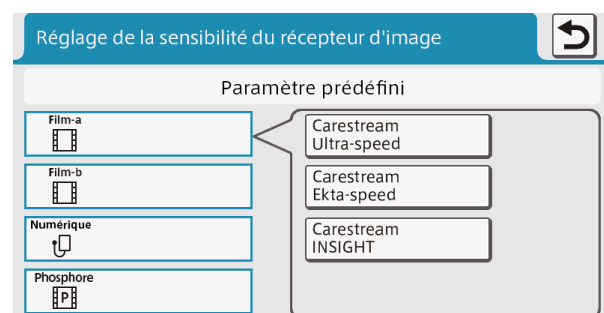 Réglage de la sensibilité du récepteur d'image
Paramètre prédéfini
Film-a
Carestream
Ultra-speed
Film-b
Carestream
Ekta-speed
Numérique
Carestream
INSIGHT
Phosphore
P